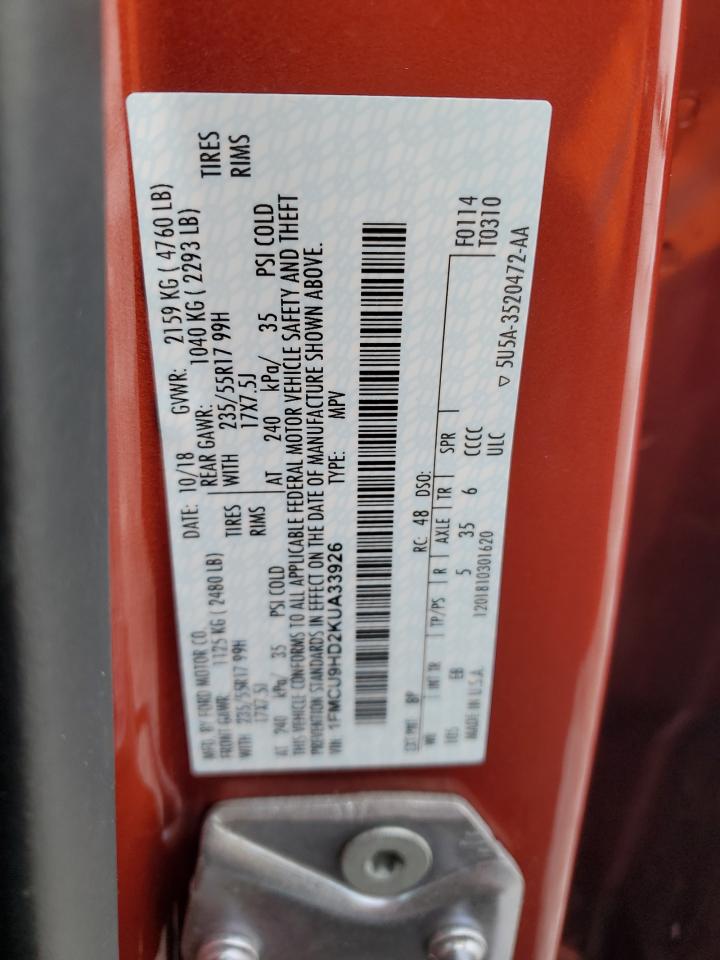 MFD. BY FORD MOTOR CO.
DATE: 10/18 GVWR: 2159 KG ( 4760 LB)
FRONT GAWR: 1125 KG ( 2480 LB) REAR GAWR: 1040 KG ( 2293 LB)
WITH 235/55R17 99H TIRES WITH 235/55R17 99H TIRES
17X7.5J RIMS 17X7.5J RIMS
AT 240 kPa/ 35 PSI COLD AT 240 kPa/ 35 PSI COLD
THIS VEHICLE CONFORMS TO ALL APPLICABLE FEDERAL MOTOR VEHICLE SAFETY AND THEFT
PREVENTION STANDARDS IN EFFECT ON THE DATE OF MANUFACTURE SHOWN ABOVE.
VIN: 1FMCU9HD2KUA33926 TYPE: MPV
EXT PNT: BP RC: 48 DSO:
WB INT TR TP/PS R AXLE TR SPR F0114
105 EB 5 35 6 CCCC T0310
MADE IN U.S.A. 1201810301620 ULC ▽ 5U5A-3520472-AA